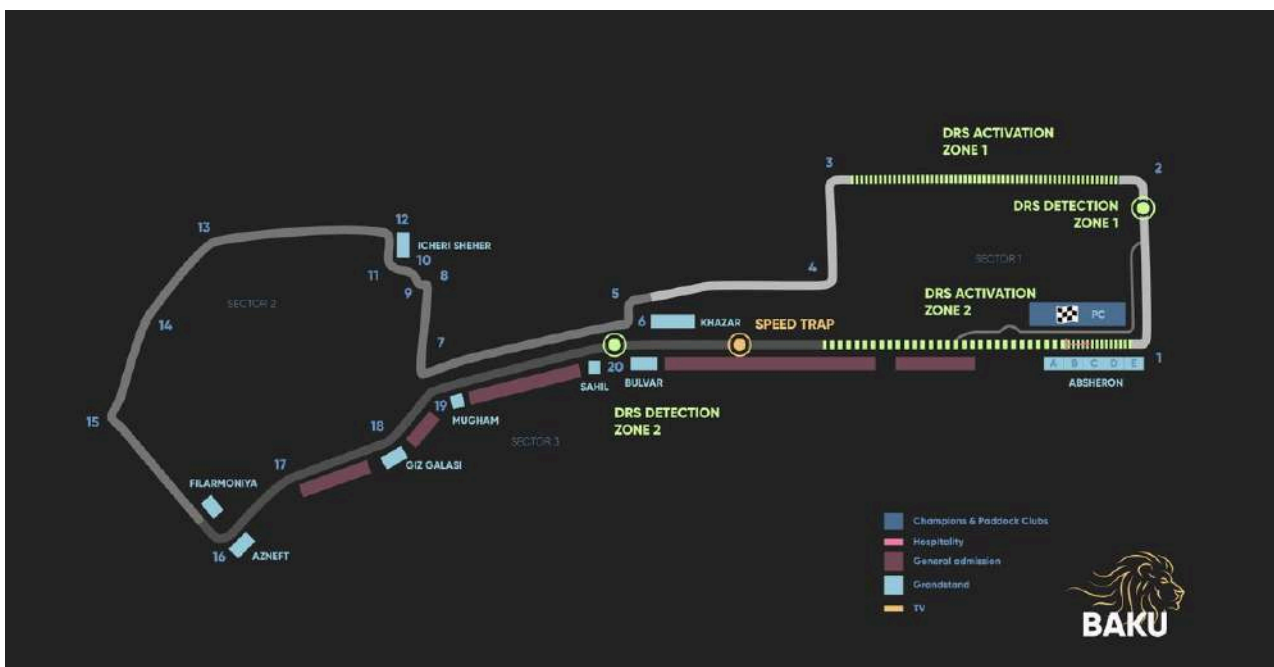 DRS ACTIVATION
ZONE 1
3
2
DRS DETECTION
ZONE 1
12
13
ICHERI SHEHER
10
11
8
9
SECTOR 1
4
DRS ACTIVATION
ZONE 2
5
SECTOR 2
PC
6
KHAZAR
SPEED TRAP
14
7
1
A B C D E
SAHIL
20
BULVAR
ABSHERON
19
MUGHAM
DRS DETECTION
ZONE 2
15
18
SECTOR 3
17
GIZ GALASI
FILARMONIYA
16
AZNEFT
Champions & Paddock Clubs
Hospitality
General admission
Grandstand
TV
BAKU